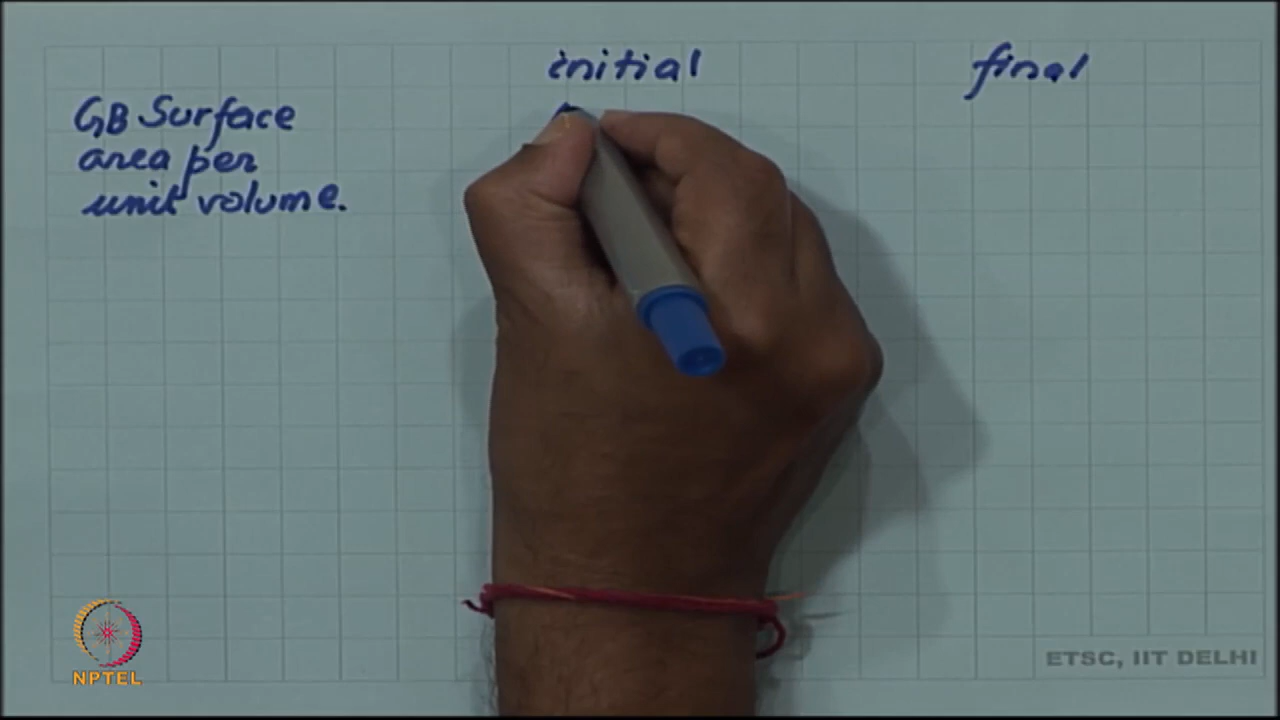 initial final
GB Surface
area per
unit volume.
NPTEL
ETSC, IIT DELHI